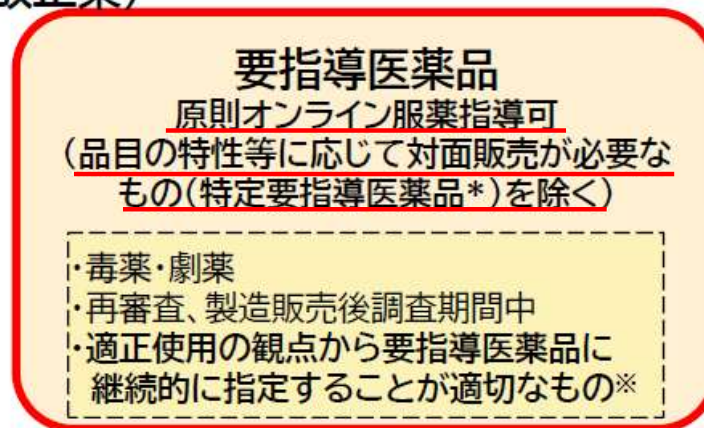 要指導医薬品
原則オンライン服薬指導可
(品目の特性等に応じて対面販売が必要な
もの(特定要指導医薬品*)を除く)
・毒薬・劇薬
・再審査、製造販売後調査期間中
・適正使用の観点から要指導医薬品に
継続的に指定することが適切なもの※